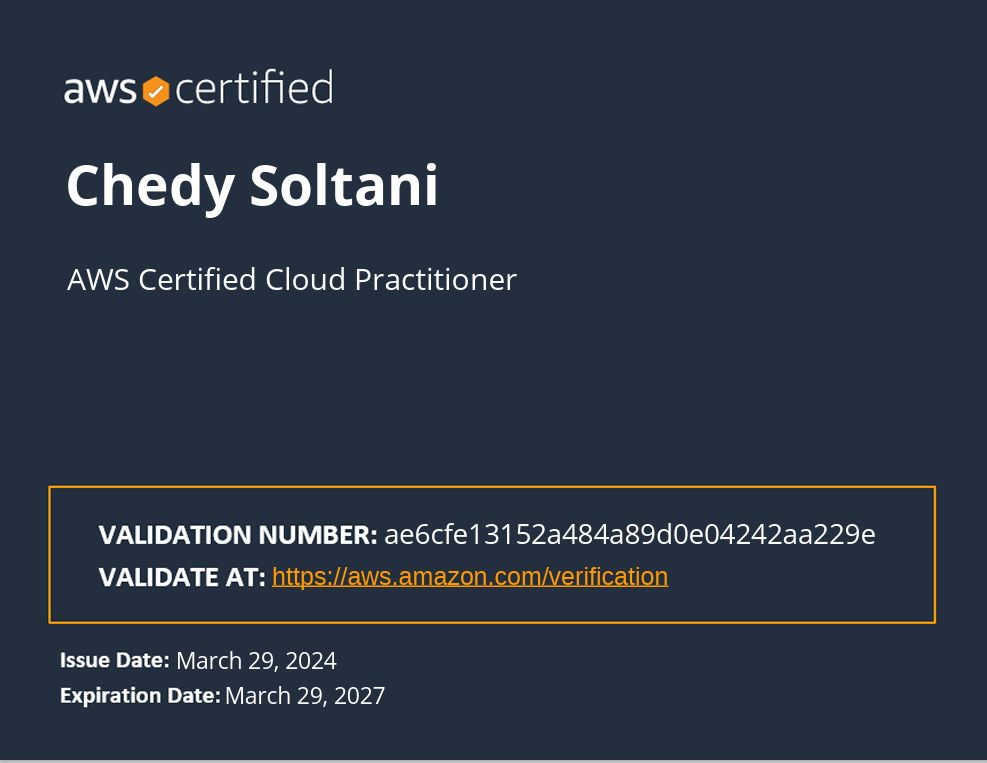 aws certified
Chedy Soltani
AWS Certified Cloud Practitioner
VALIDATION NUMBER: ae6cfe13152a484a89d0e04242aa229e
VALIDATE AT: https://aws.amazon.com/verification
Issue Date: March 29, 2024
Expiration Date: March 29, 2027